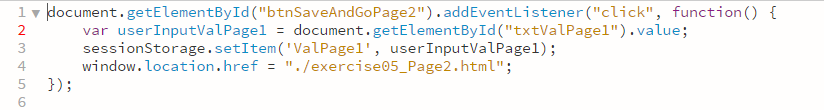 1 document.getElementById("btnSaveAndGoPage2").addEventListener("click", function() {
2 var userInputValPage1 = document.getElementById("txtValPage1").value;
3 sessionStorage.setItem('ValPage1', userInputValPage1);
4 window.location.href = "./exercise05_Page2.html";
5 });
6